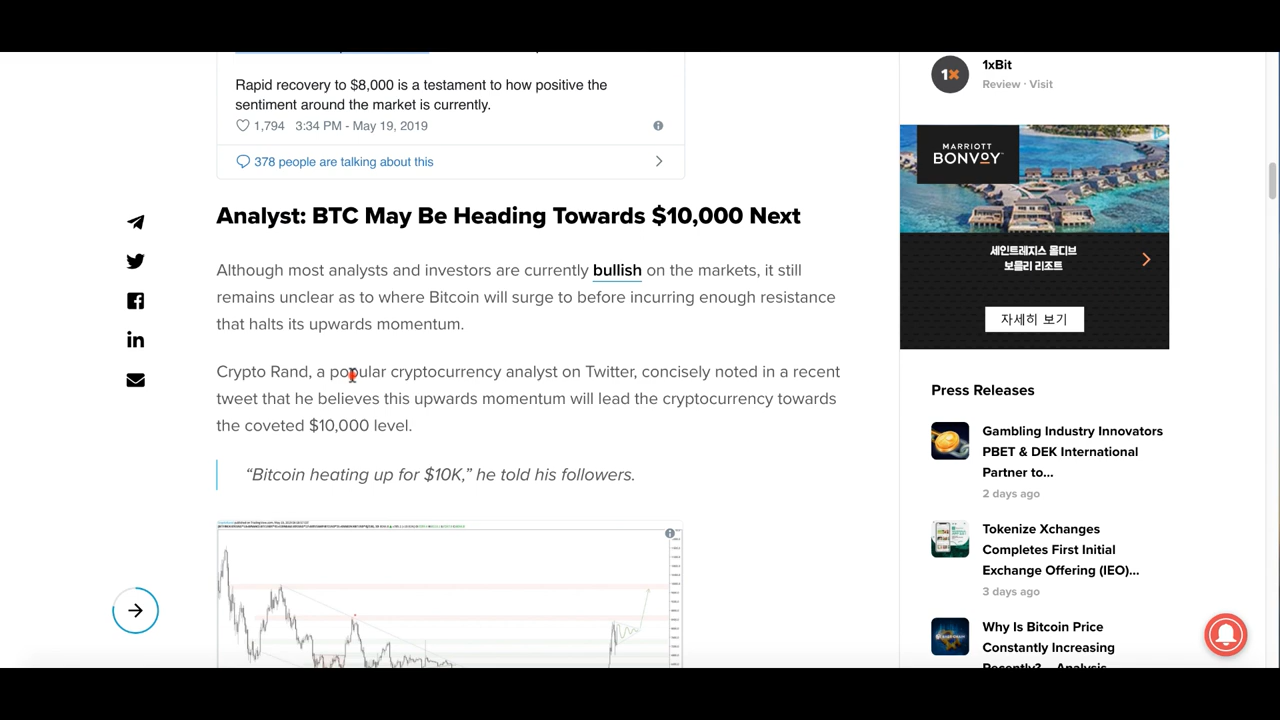 Rapid recovery to $8,000 is a testament to how positive the
sentiment around the market is currently.
1,794 3:34 PM - May 19, 2019
378 people are talking about this
Analyst: BTC May Be Heading Towards $10,000 Next
Although most analysts and investors are currently bullish on the markets, it still
remains unclear as to where Bitcoin will surge to before incurring enough resistance
that halts its upwards momentum.
Crypto Rand, a popular cryptocurrency analyst on Twitter, concisely noted in a recent
tweet that he believes this upwards momentum will lead the cryptocurrency towards
the coveted $10,000 level.
“Bitcoin heating up for $10K,” he told his followers.
1x
1xBit
Review · Visit
MARRIOTT
BONVOY
세인트레지스 몰디브
보믈리 리조트
자세히 보기
Press Releases
Gambling Industry Innovators
PBET & DEK International
Partner to...
2 days ago
Tokenize Xchanges
Completes First Initial
Exchange Offering (IEO)...
3 days ago
Why Is Bitcoin Price
Constantly Increasing
Recently? – Analysis